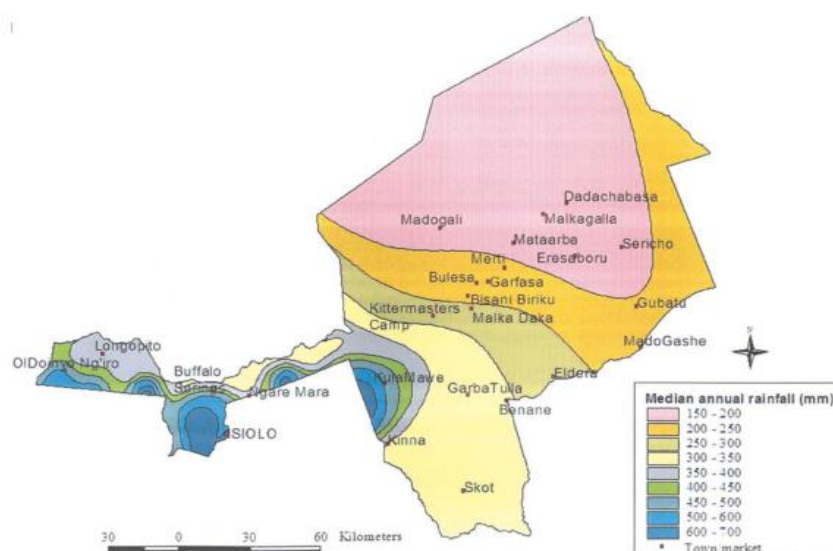 Dadachabasa
Malkagalla
Madogali
Mataarba
Sericho
Eresaboru
Merti
Bulesa
Garfasa
Bisani Biriku
Gubatu
Kittermasters
Camp
Malka Daka
MadoGashe
Longopito
OlDomyo Ng'iro
Buffalo
Springs
Ngare Mara
KulaMawe
GarbaTulla
Eldera
Benane
ISIOLO
Kinna
Skot
N
Median annual rainfall (mm)
150 - 200
200 - 250
250 - 300
300 - 350
350 - 400
400 - 450
450 - 500
500 - 600
600 - 700
Town market
30 0 30 60 Kilometers